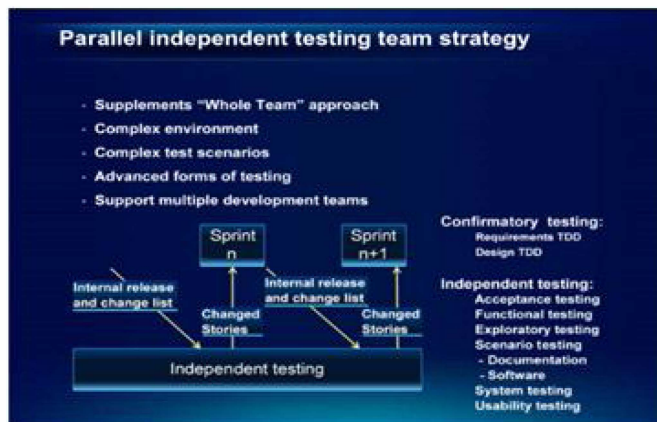 Parallel independent testing team strategy
- Supplements "Whole Team" approach
- Complex environment
- Complex test scenarios
- Advanced forms of testing
- Support multiple development teams
Sprint
n
Sprint
n+1
Internal release
and change list
Changed
Stories
Internal release
and change list
Changed
Stories
Independent testing
Confirmatory testing:
Requirements TDD
Design TDD
Independent testing:
Acceptance testing
Functional testing
Exploratory testing
Scenario testing
- Documentation
- Software
System testing
Usability testing